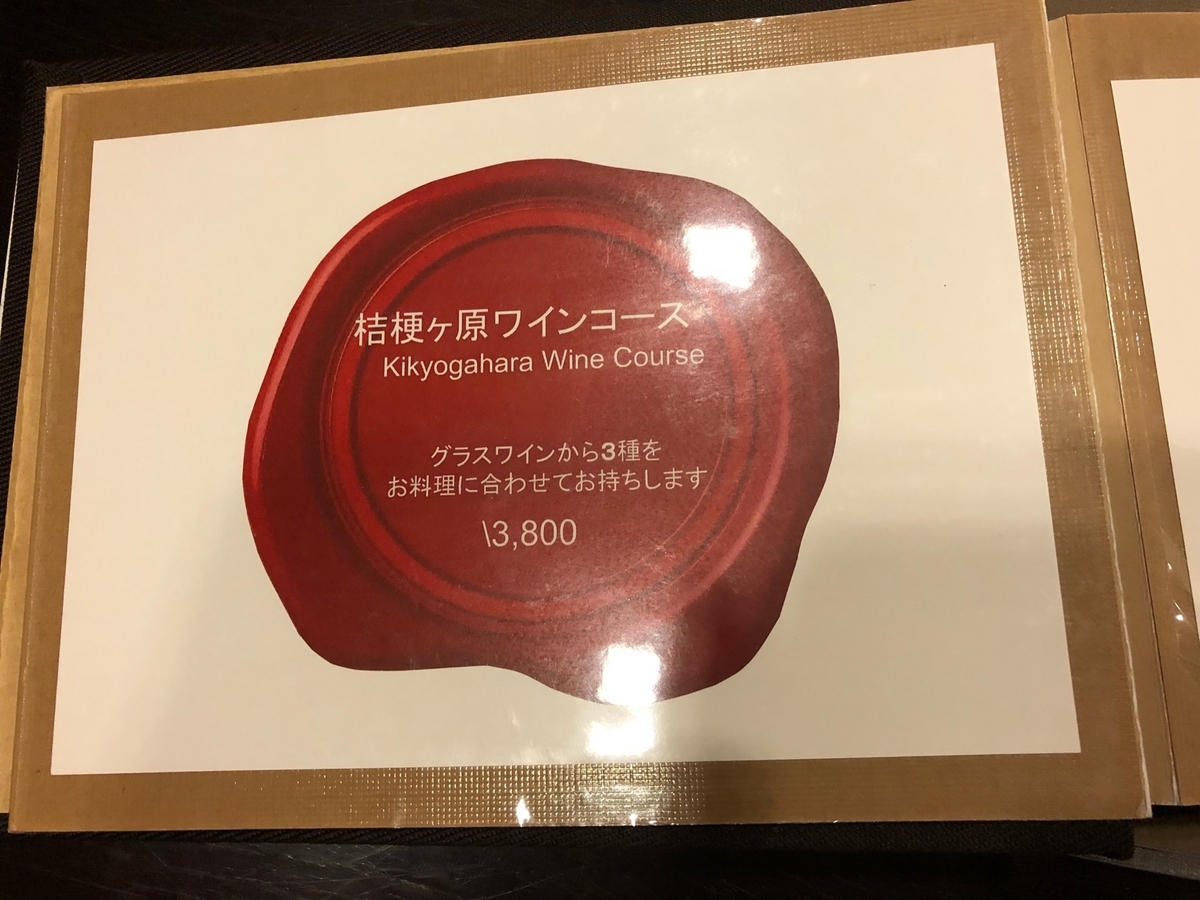 桔梗ヶ原ワインコース
Kikyogahara Wine Course
グラスワインから3種を
お料理に合わせてお持ちします
\3,800